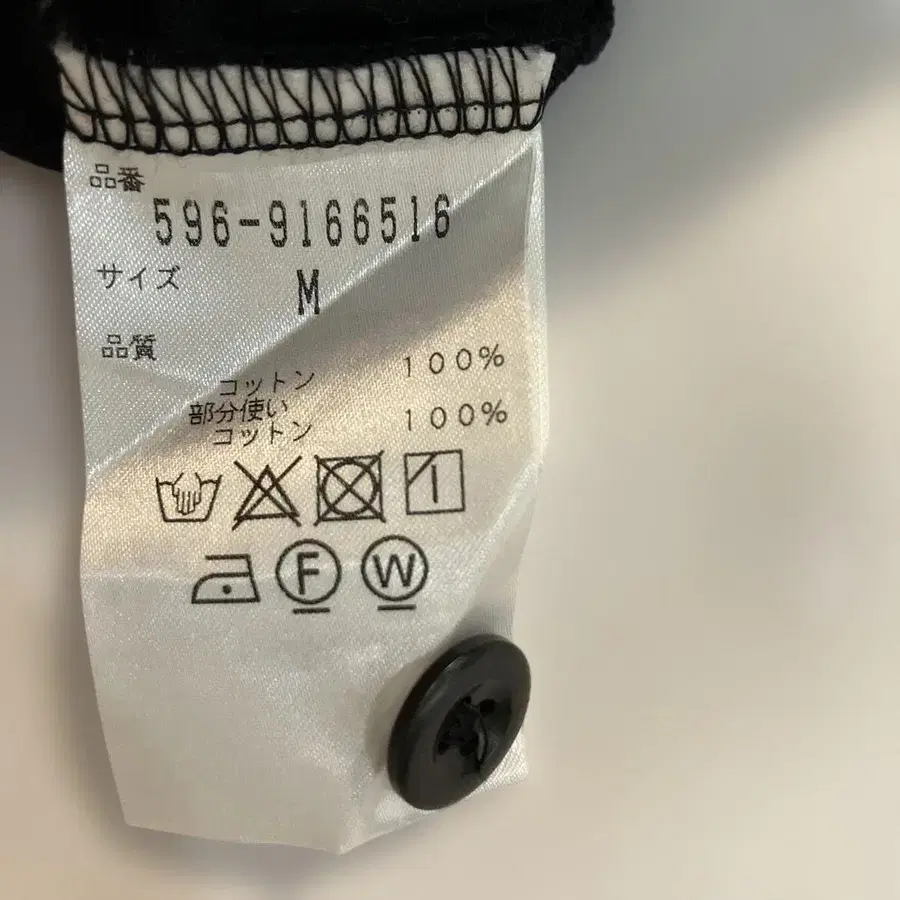 品番
596-9166516
サイズ M
品質
コットン 100%
部分使い
コットン 100%
F W